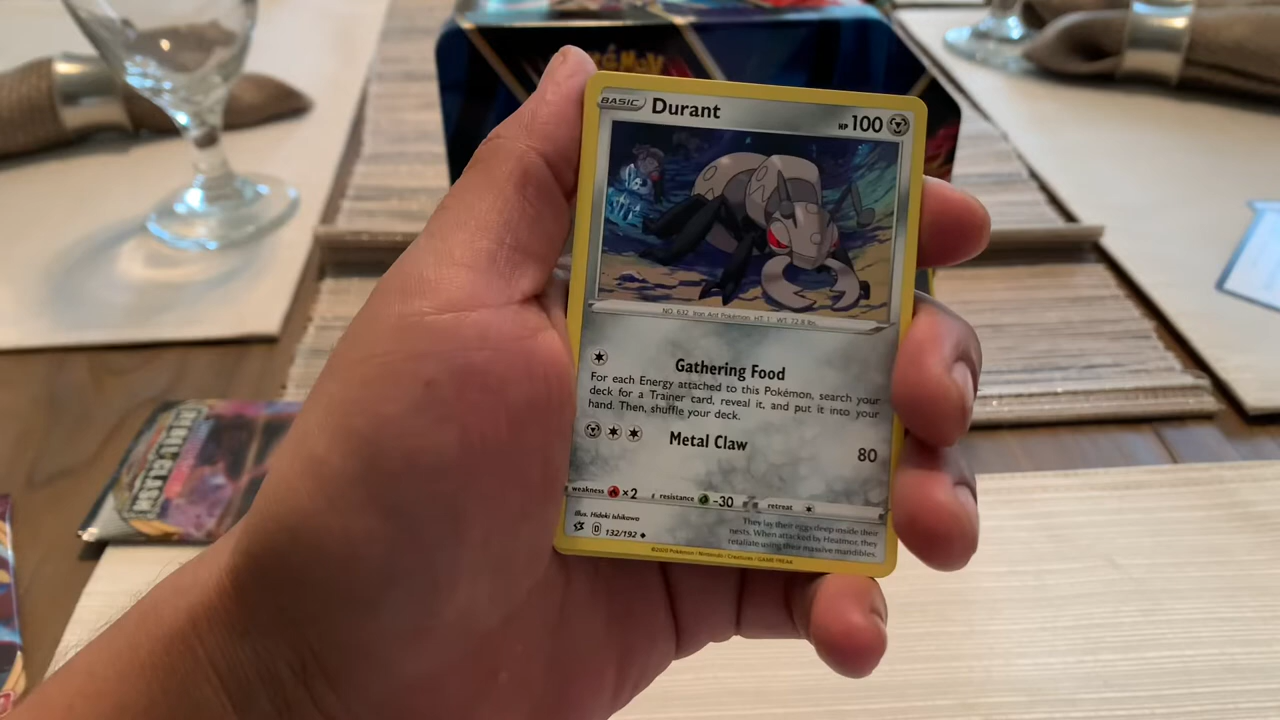 POKÉMON
BASIC Durant HP 100
NO. 632 Iron Ant Pokémon HT: 1' WT: 72.8 lbs.
Gathering Food
For each Energy attached to this Pokémon, search your
deck for a Trainer card, reveal it, and put it into your
hand. Then, shuffle your deck.
Metal Claw 80
weakness ×2 resistance -30 retreat
Illus. Hideki Ishikawa
D 132/192
They lay their eggs deep inside their
nests. When attacked by Heatmor, they
retaliate using their massive mandibles.
©2020 Pokémon / Nintendo / Creatures / GAME FREAK
REBEL CLASH